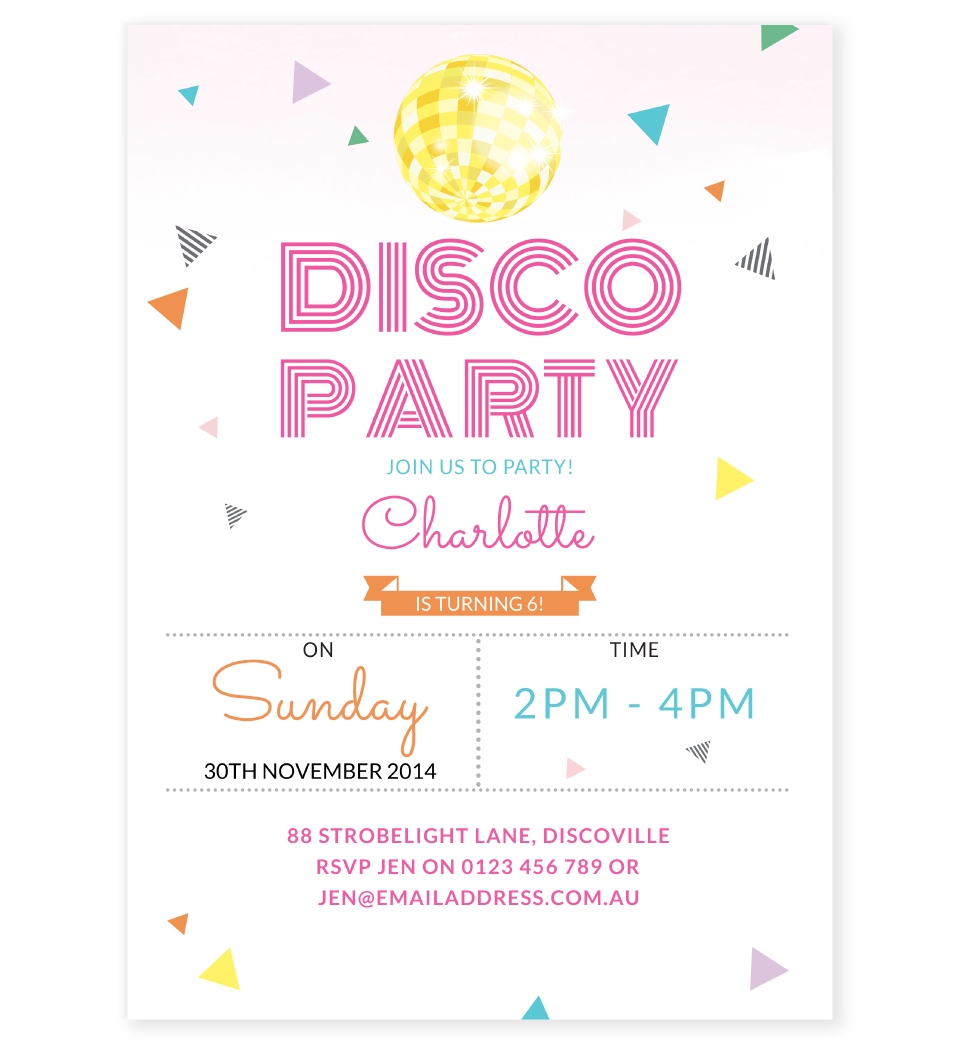 DISCO
PARTY
JOIN US TO PARTY!
Charlotte
IS TURNING 6!
ON
Sunday
30TH NOVEMBER 2014
TIME
2PM - 4PM
88 STROBELIGHT LANE, DISCOVILLE
RSVP JEN ON 0123 456 789 OR
JEN@EMAILADDRESS.COM.AU